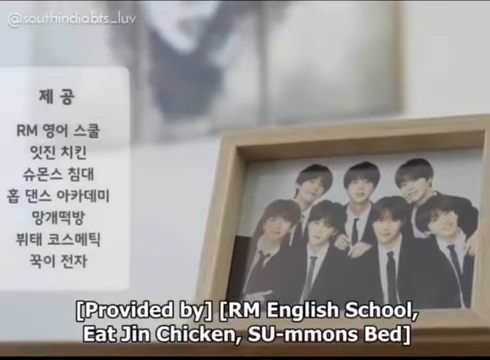 @southindiabts_luv
제공
RM 영어 스쿨
잇진 치킨
슈몬스 침대
홉 댄스 아카데미
망개떡방
뷔태 코스메틱
꾹이 전자
[Provided by] [RM English School,
Eat Jin Chicken, SU-mmons Bed]